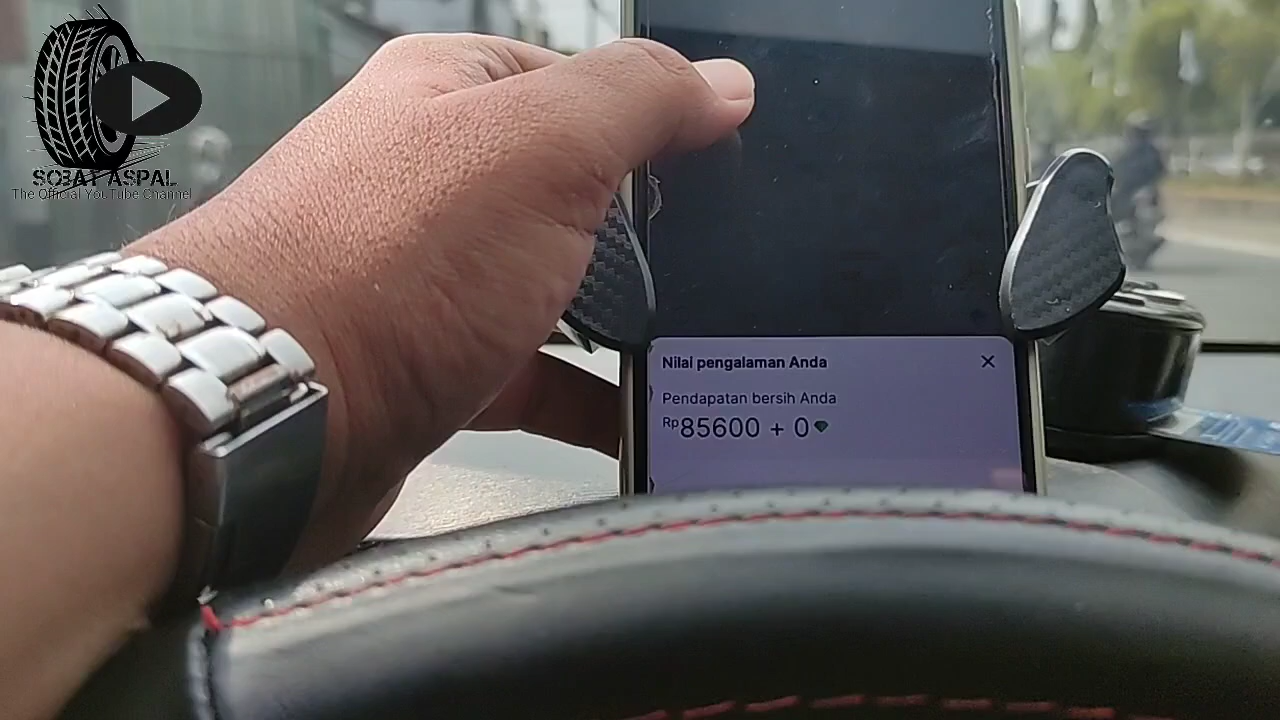 SOBAT ASPAL
The Official YouTube Channel
Nilai pengalaman Anda
Pendapatan bersih Anda
Rp85600 + 0